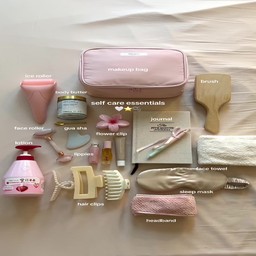 makeup bag
ice roller
body butter
brush
self care essentials
journal
face roller
gua sha
flower clip
lotion
lippies
face towel
sleep mask
hair clips
headband